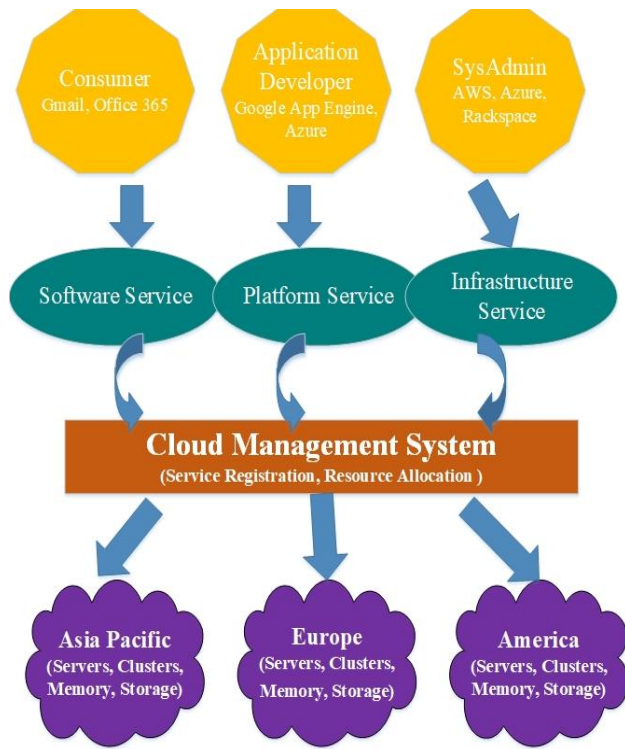 Consumer
Gmail, Office 365
Application
Developer
Google App Engine,
Azure
SysAdmin
AWS, Azure,
Rackspace
Software Service
Platform Service
Infrastructure
Service
Cloud Management System
(Service Registration, Resource Allocation )
Asia Pacific
(Servers, Clusters,
Memory, Storage)
Europe
(Servers, Clusters,
Memory, Storage)
America
(Servers, Clusters,
Memory, Storage)